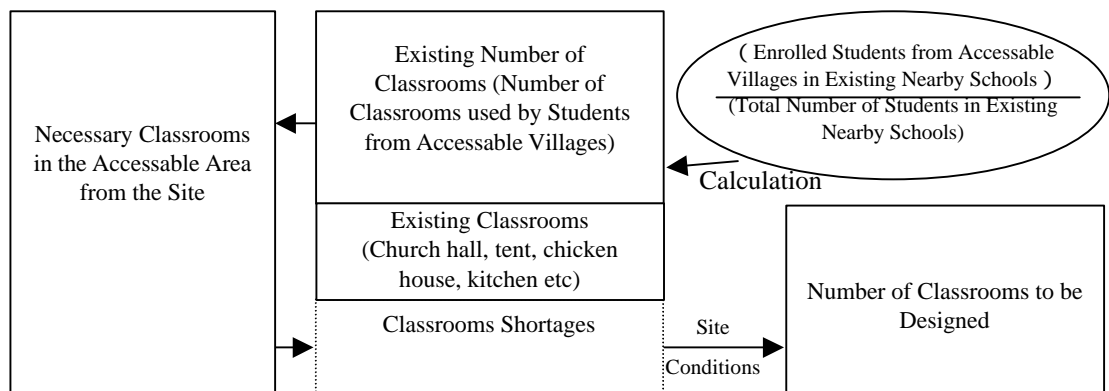 Necessary Classrooms
in the Accessable Area
from the Site
Existing Number of
Classrooms (Number of
Classrooms used by Students
from Accessable Villages)
Existing Classrooms
(Church hall, tent, chicken
house, kitchen etc)
Classrooms Shortages
( Enrolled Students from Accessable
Villages in Existing Nearby Schools )
(Total Number of Students in Existing
Nearby Schools)
Calculation
Site
Conditions
Number of Classrooms to be
Designed